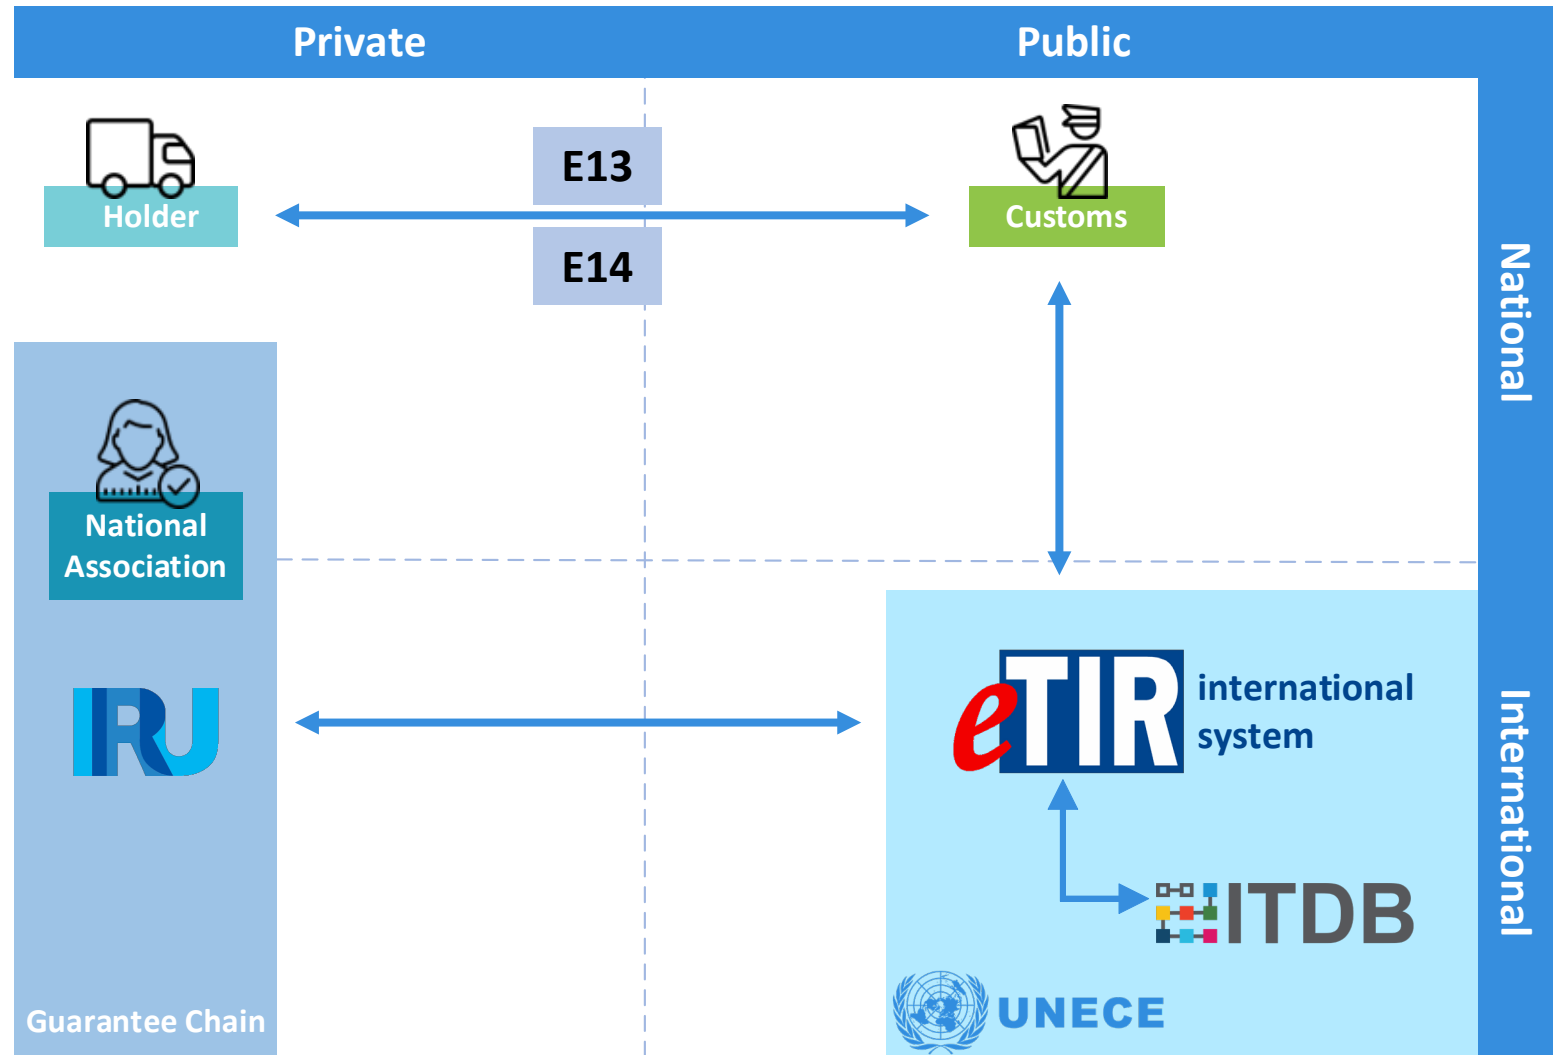 Private
Public
E13
Holder
Customs
E14
National
National
Association
IRU
eTIR
international
system
International
ITDB
UNECE
Guarantee Chain